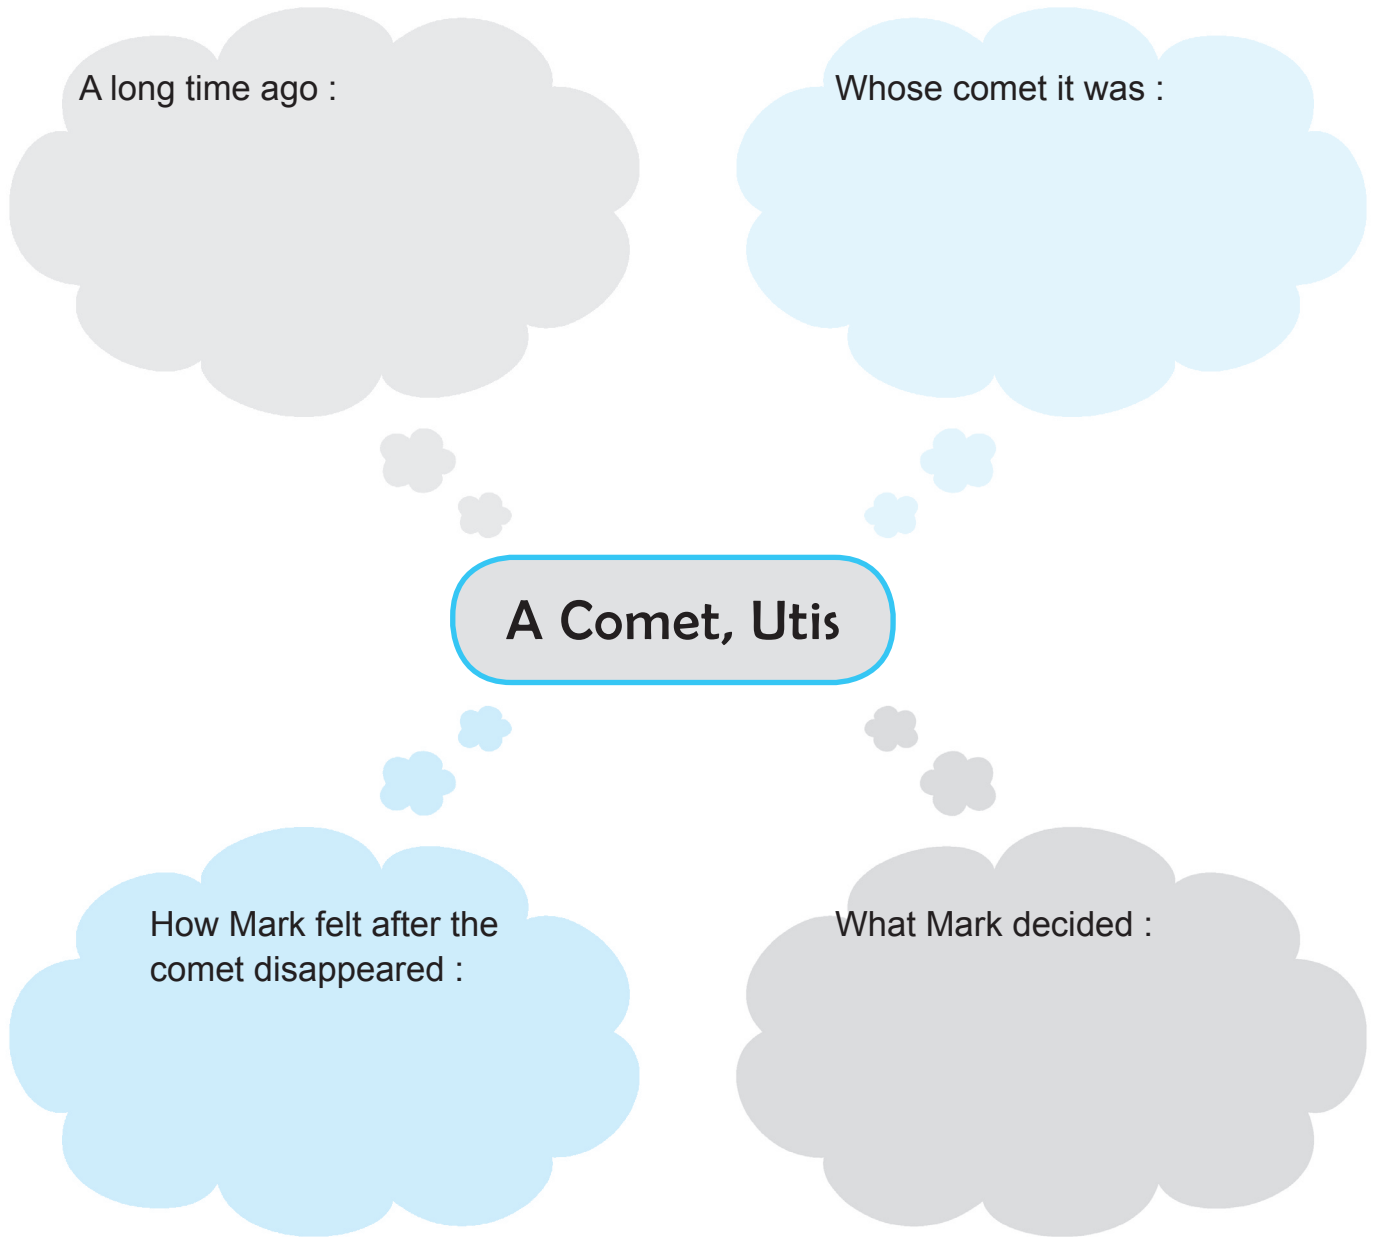 A long time ago :
Whose comet it was :
A Comet, Utis
How Mark felt after the
comet disappeared :
What Mark decided :